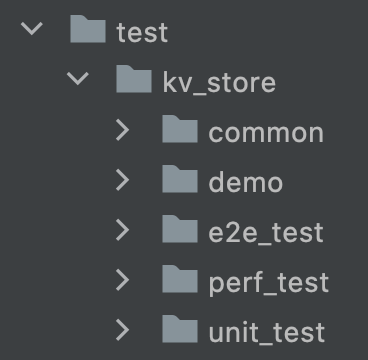 test
kv_store
common
demo
e2e_test
perf_test
unit_test